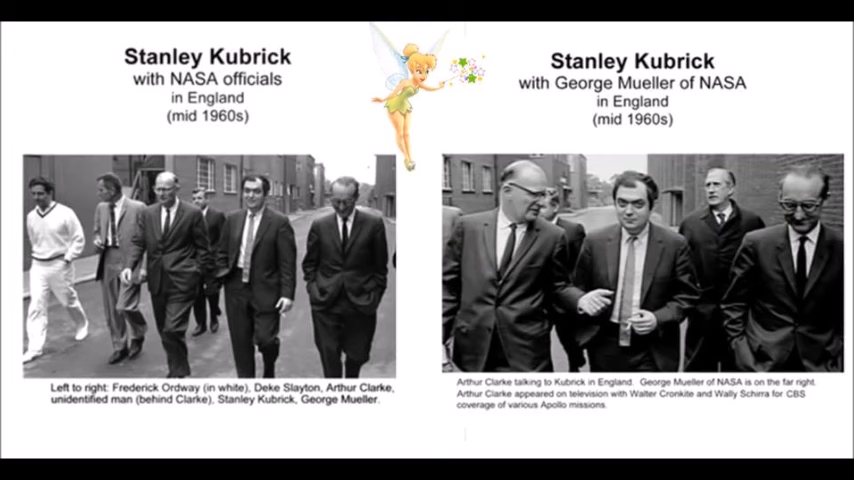 Stanley Kubrick
with NASA officials
in England
(mid 1960s)
Left to right: Frederick Ordway (in white), Deke Slayton, Arthur Clarke,
unidentified man (behind Clarke), Stanley Kubrick, George Mueller.
Stanley Kubrick
with George Mueller of NASA
in England
(mid 1960s)
Arthur Clarke talking to Kubrick in England. George Mueller of NASA is on the far right.
Arthur Clarke appeared on television with Walter Cronkite and Wally Schirra for CBS
coverage of various Apollo missions.